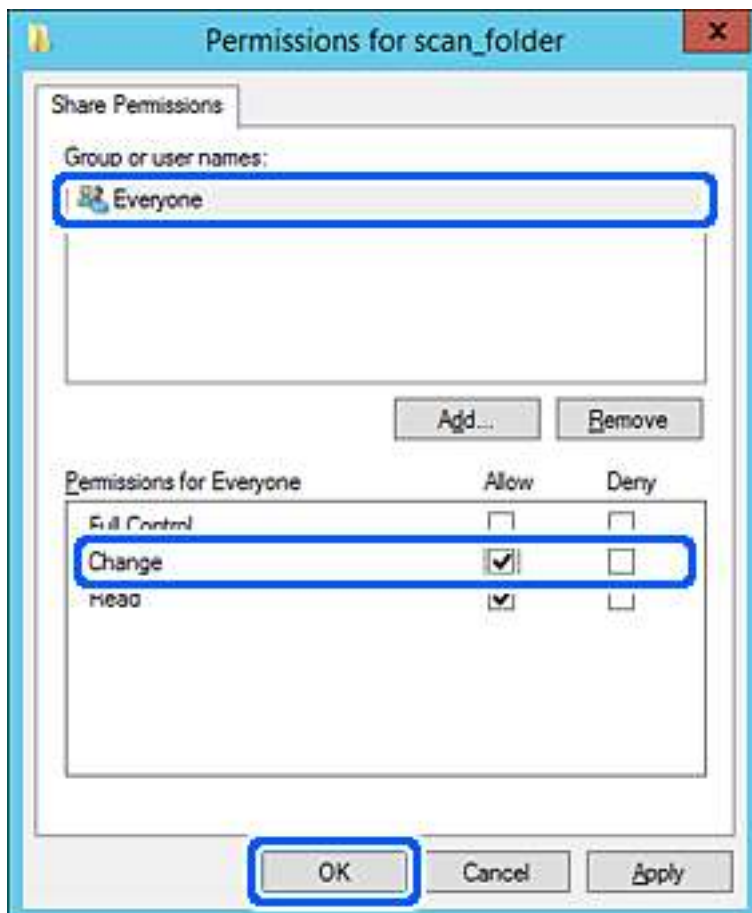 Permissions for scan_folder
x
Share Permissions
Group or user names:
Everyone
Add... Remove
Permissions for Everyone Allow Deny
Full Control
Change
Read
OK Cancel Apply